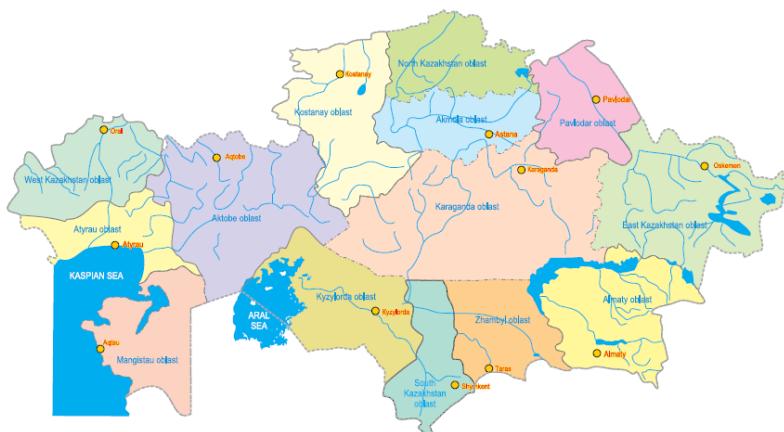 North Kazakhstan oblast
Kostanay
Pavlodar
Kostanay oblast
Akmola oblast
Pavlodar oblast
Astana
Oral
Aqtobe
Karaganda
Oskemen
West Kazakhstan oblast
Aktobe oblast
Karaganda oblast
East Kazakhstan oblast
Atyrau oblast
Atyrau
KASPIAN SEA
Kyzylorda oblast
Almaty oblast
ARAL
SEA
Kyzylorda
Zhambyl oblast
Aqtau
Mangistau oblast
Almaty
Taras
South
Kazakhstan
oblast
Shymkent